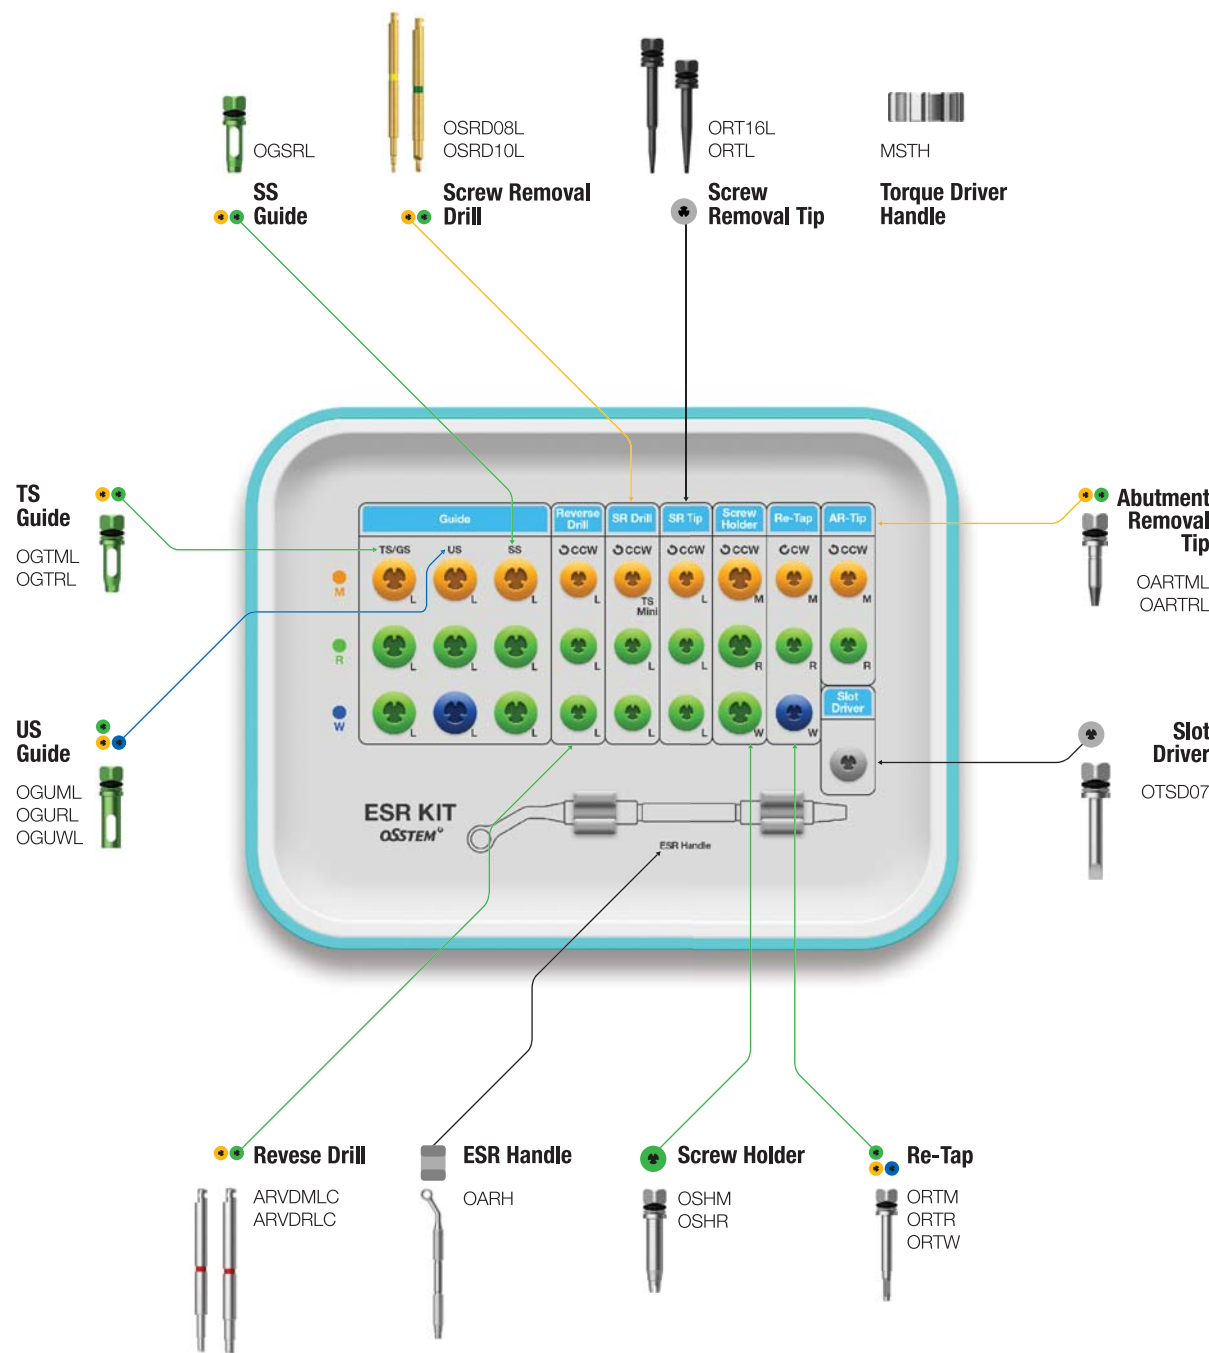 OGSRL
SS
Guide
OSRD08L
OSRD10L
Screw Removal
Drill
ORT16L
ORTL
Screw
Removal Tip
MSTH
Torque Driver
Handle
TS
Guide
OGTML
OGTRL
US
Guide
OGUML
OGURL
OGUWL
Guide
Reverse
Drill
SR Drill
SR Tip
Screw
Holder
Re-Tap
AR-Tip
TS/GS
US
SS
CCW
CCW
CCW
CCW
CW
CCW
M
L
L
L
L
TS
Mini
L
M
M
M
R
L
L
L
L
L
L
R
R
R
W
L
L
L
L
L
L
W
W
Slot
Driver
ESR KIT
OSSTEM
ESR Handle
Abutment
Removal
Tip
OARTML
OARTRL
Slot
Driver
OTSD07
Revese Drill
ARVDMLC
ARVDRLC
ESR Handle
OARH
Screw Holder
OSHM
OSHR
Re-Tap
ORTM
ORTR
ORTW